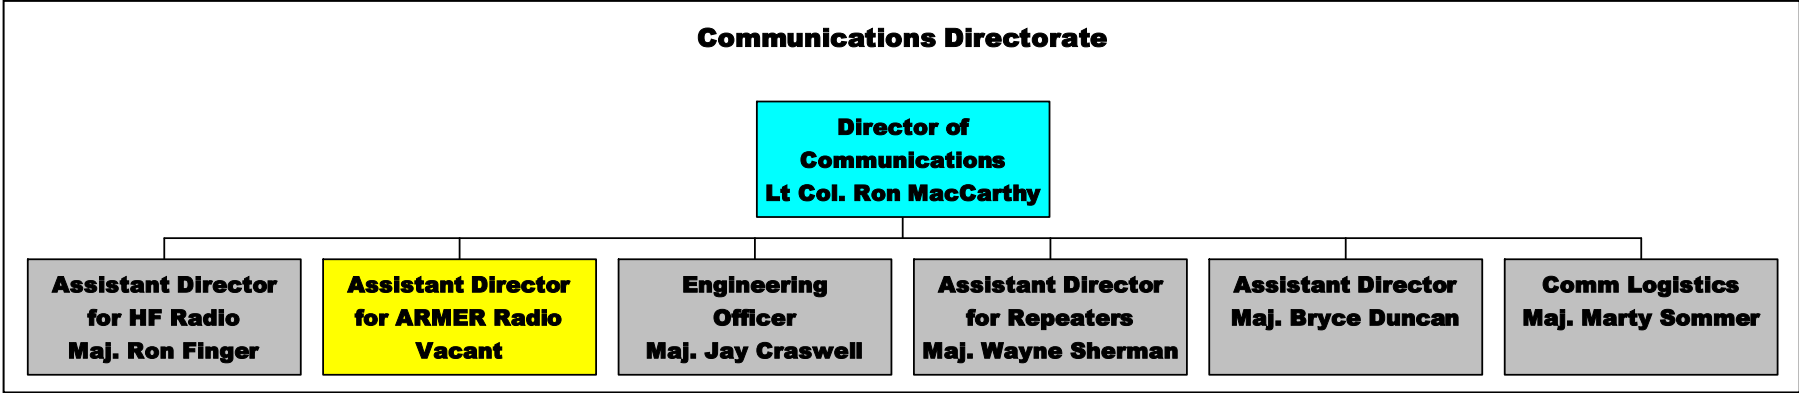 Communications Directorate
Director of
Communications
Lt Col. Ron MacCarthy
Assistant Director
for HF Radio
Maj. Ron Finger
Assistant Director
for ARMER Radio
Vacant
Engineering
Officer
Maj. Jay Craswell
Assistant Director
for Repeaters
Maj. Wayne Sherman
Assistant Director
Maj. Bryce Duncan
Comm Logistics
Maj. Marty Sommer